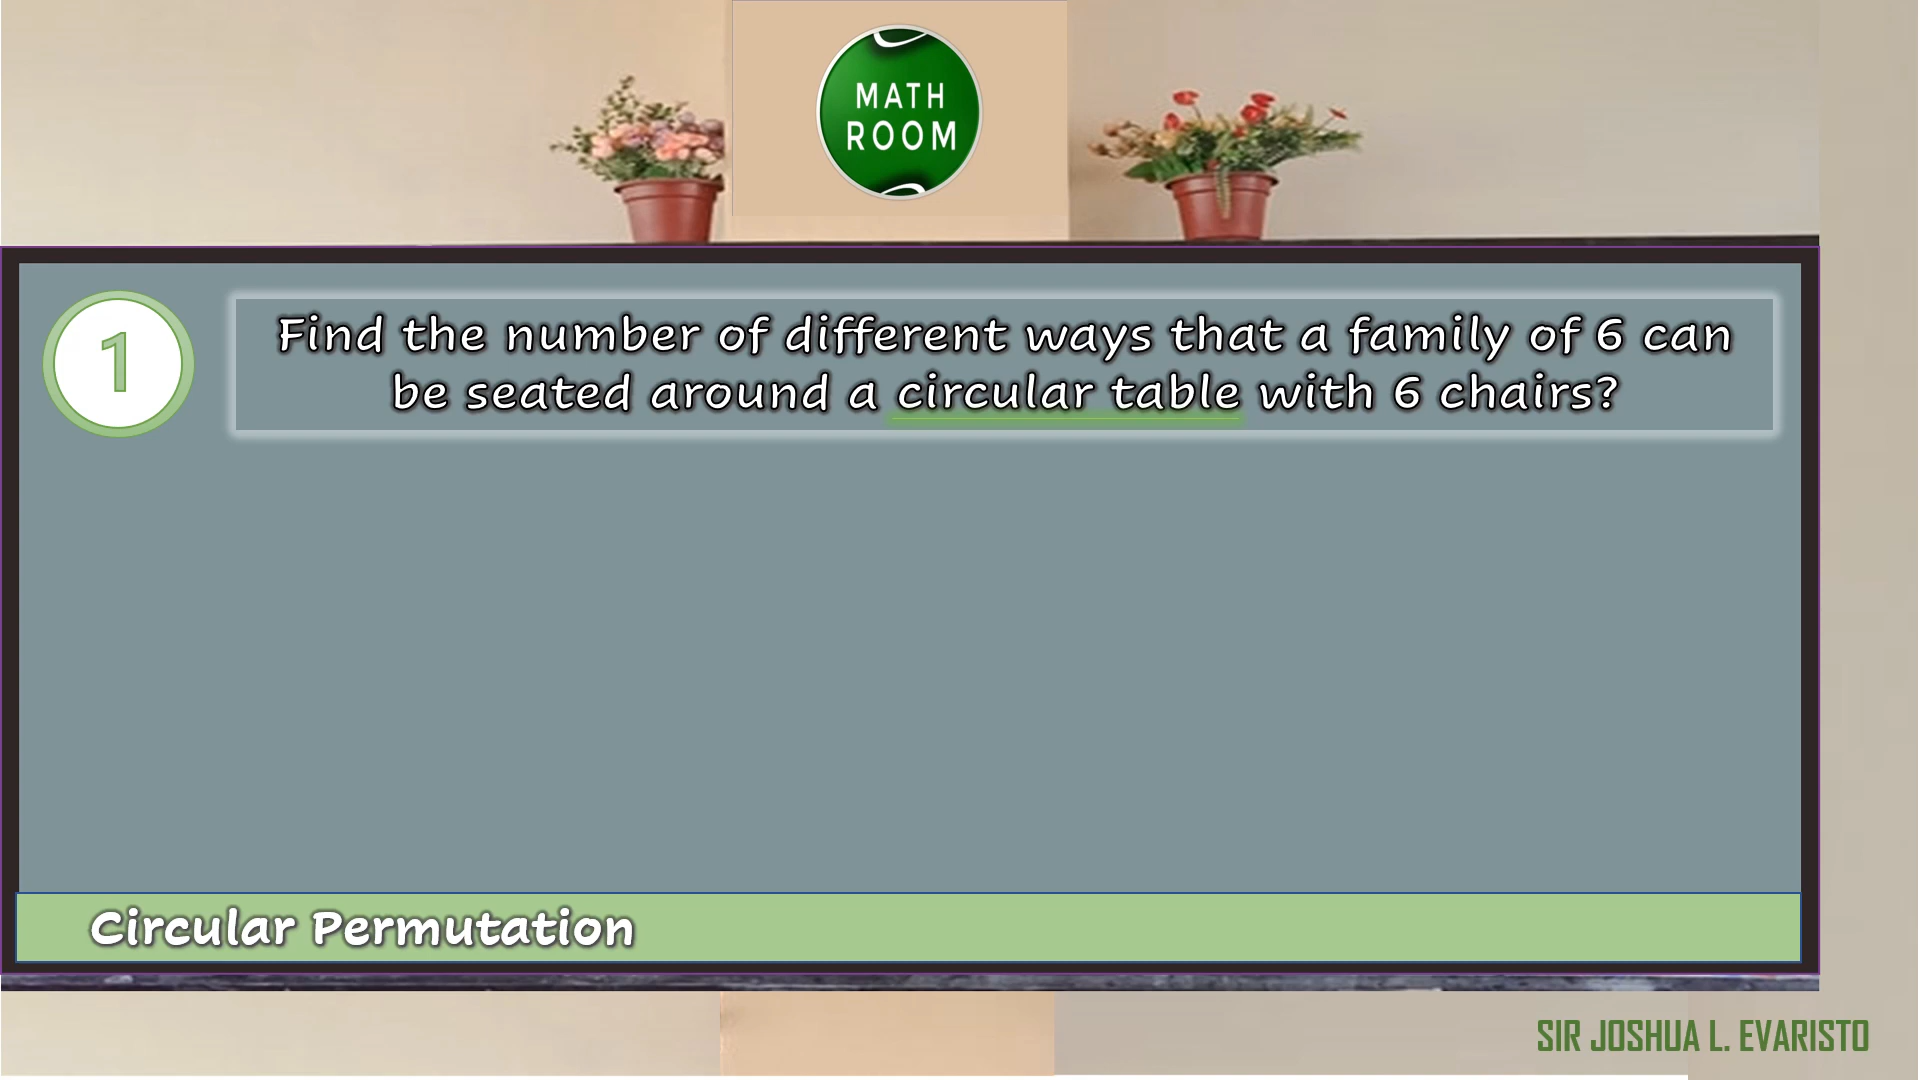 MATH
ROOM
1
Find the number of different ways that a family of 6 can
be seated around a circular table with 6 chairs?
Circular Permutation
SIR JOSHUA L. EVARISTO